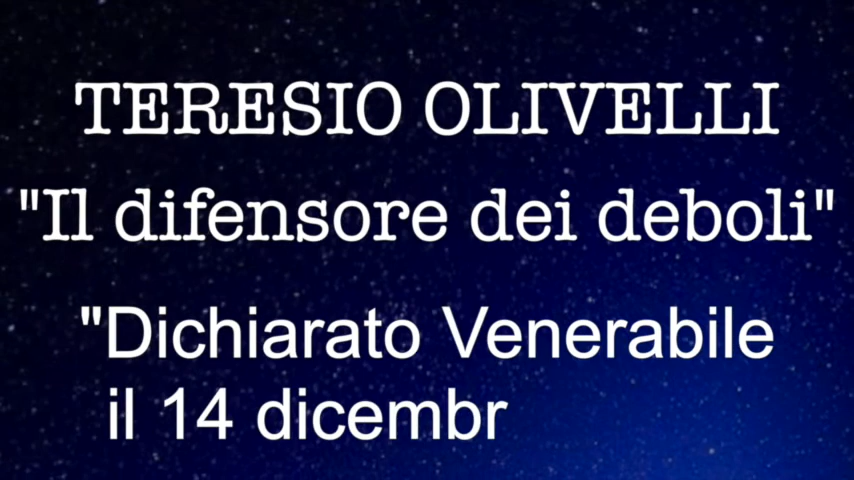 TERESIO OLIVELLI
"Il difensore dei deboli"
"Dichiarato Venerabile
il 14 dicembr